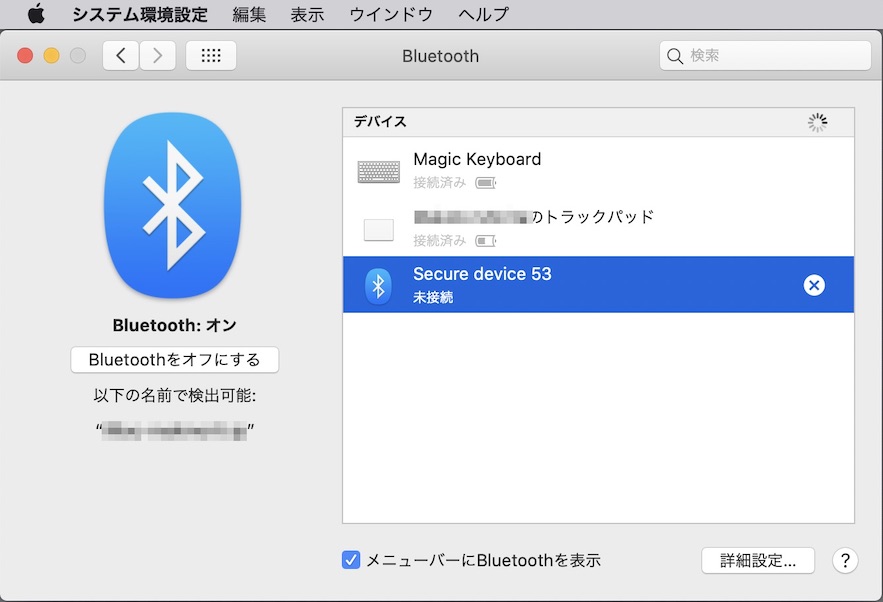 システム環境設定 編集 表示 ウインドウ ヘルプ
Bluetooth
検索
デバイス
Magic Keyboard
接続済み
のトラックパッド
接続済み
Secure device 53
未接続
Bluetooth: オン
Bluetoothをオフにする
以下の名前で検出可能:
“ ”
メニューバーにBluetoothを表示
詳細設定...
?